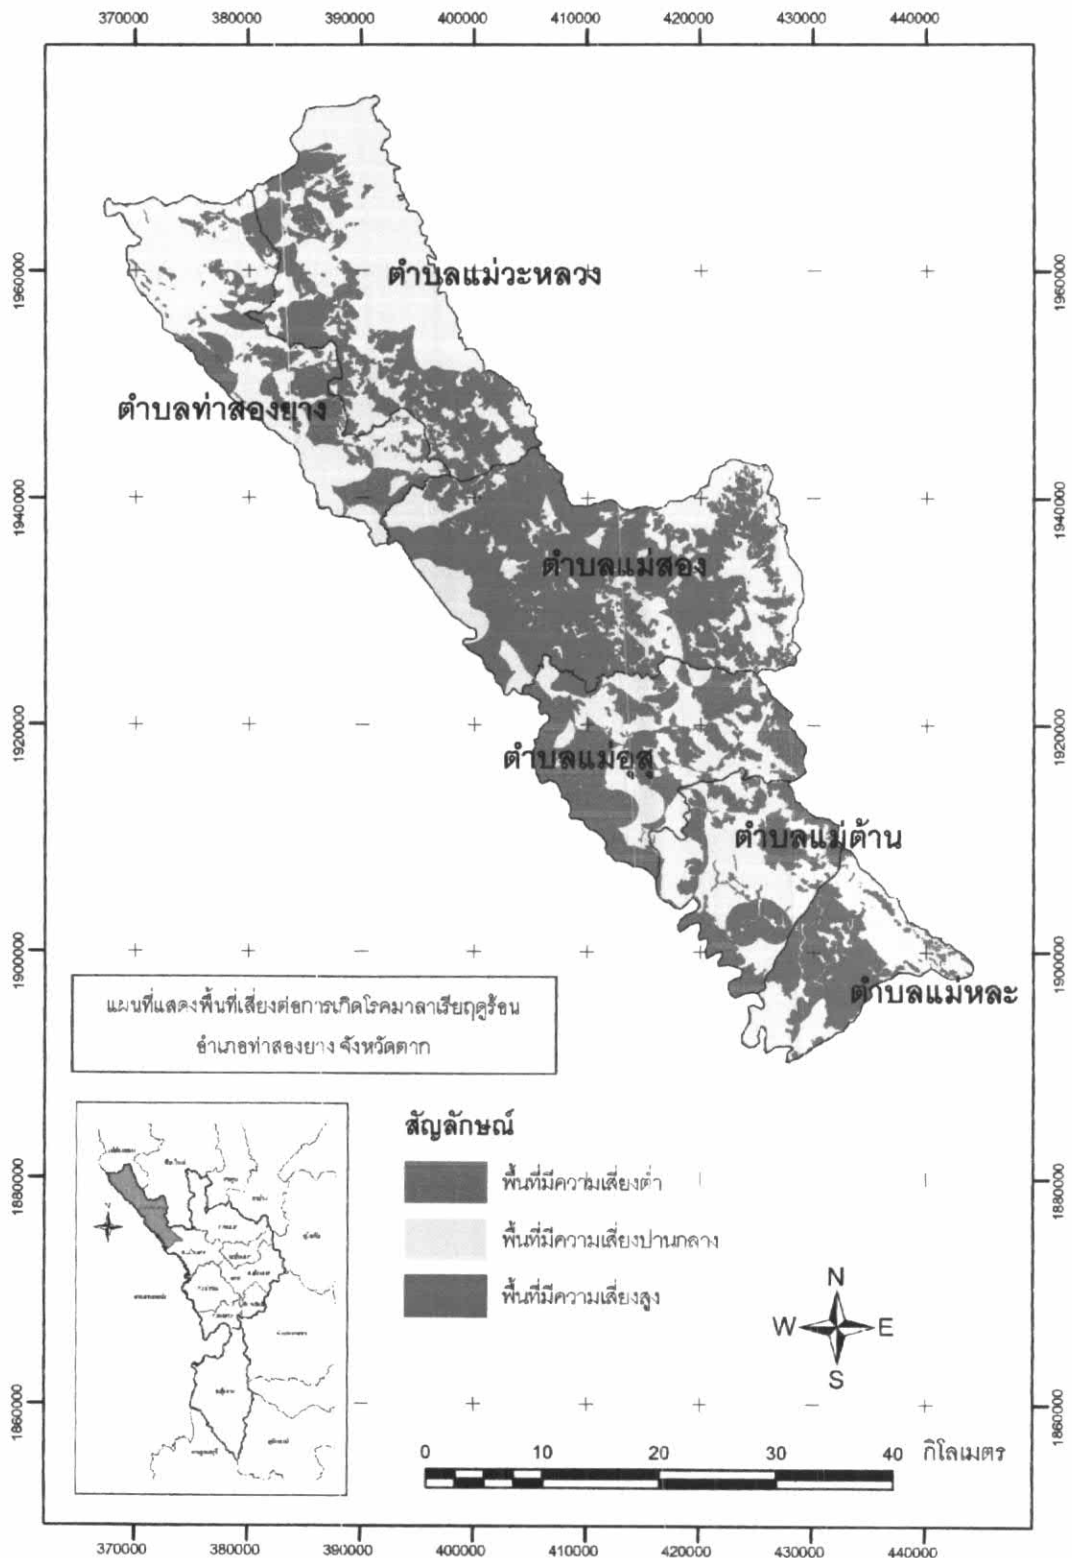 370000 380000 390000 400000 410000 420000 430000 440000
1960000
1960000
ตำบลแม่วะหลวง
ตำบลท่าสองยาง
1940000
1940000
ตำบลแม่สอง
1920000
1920000
ตำบลแม่อุสุ
ตำบลแม่ต้าน
1900000
1900000
ตำบลแม่หละ
แผนที่แสดงพื้นที่เสี่ยงต่อการเกิดโรคมาลาเรียฤดูร้อน
อำเภอท่าสองยาง จังหวัดตาก
สัญลักษณ์
1880000
1880000
พื้นที่มีความเสี่ยงต่ำ
พื้นที่มีความเสี่ยงปานกลาง
พื้นที่มีความเสี่ยงสูง
N
W E
S
1860000
1860000
0 10 20 30 40 กิโลเมตร
370000 380000 390000 400000 410000 420000 430000 440000